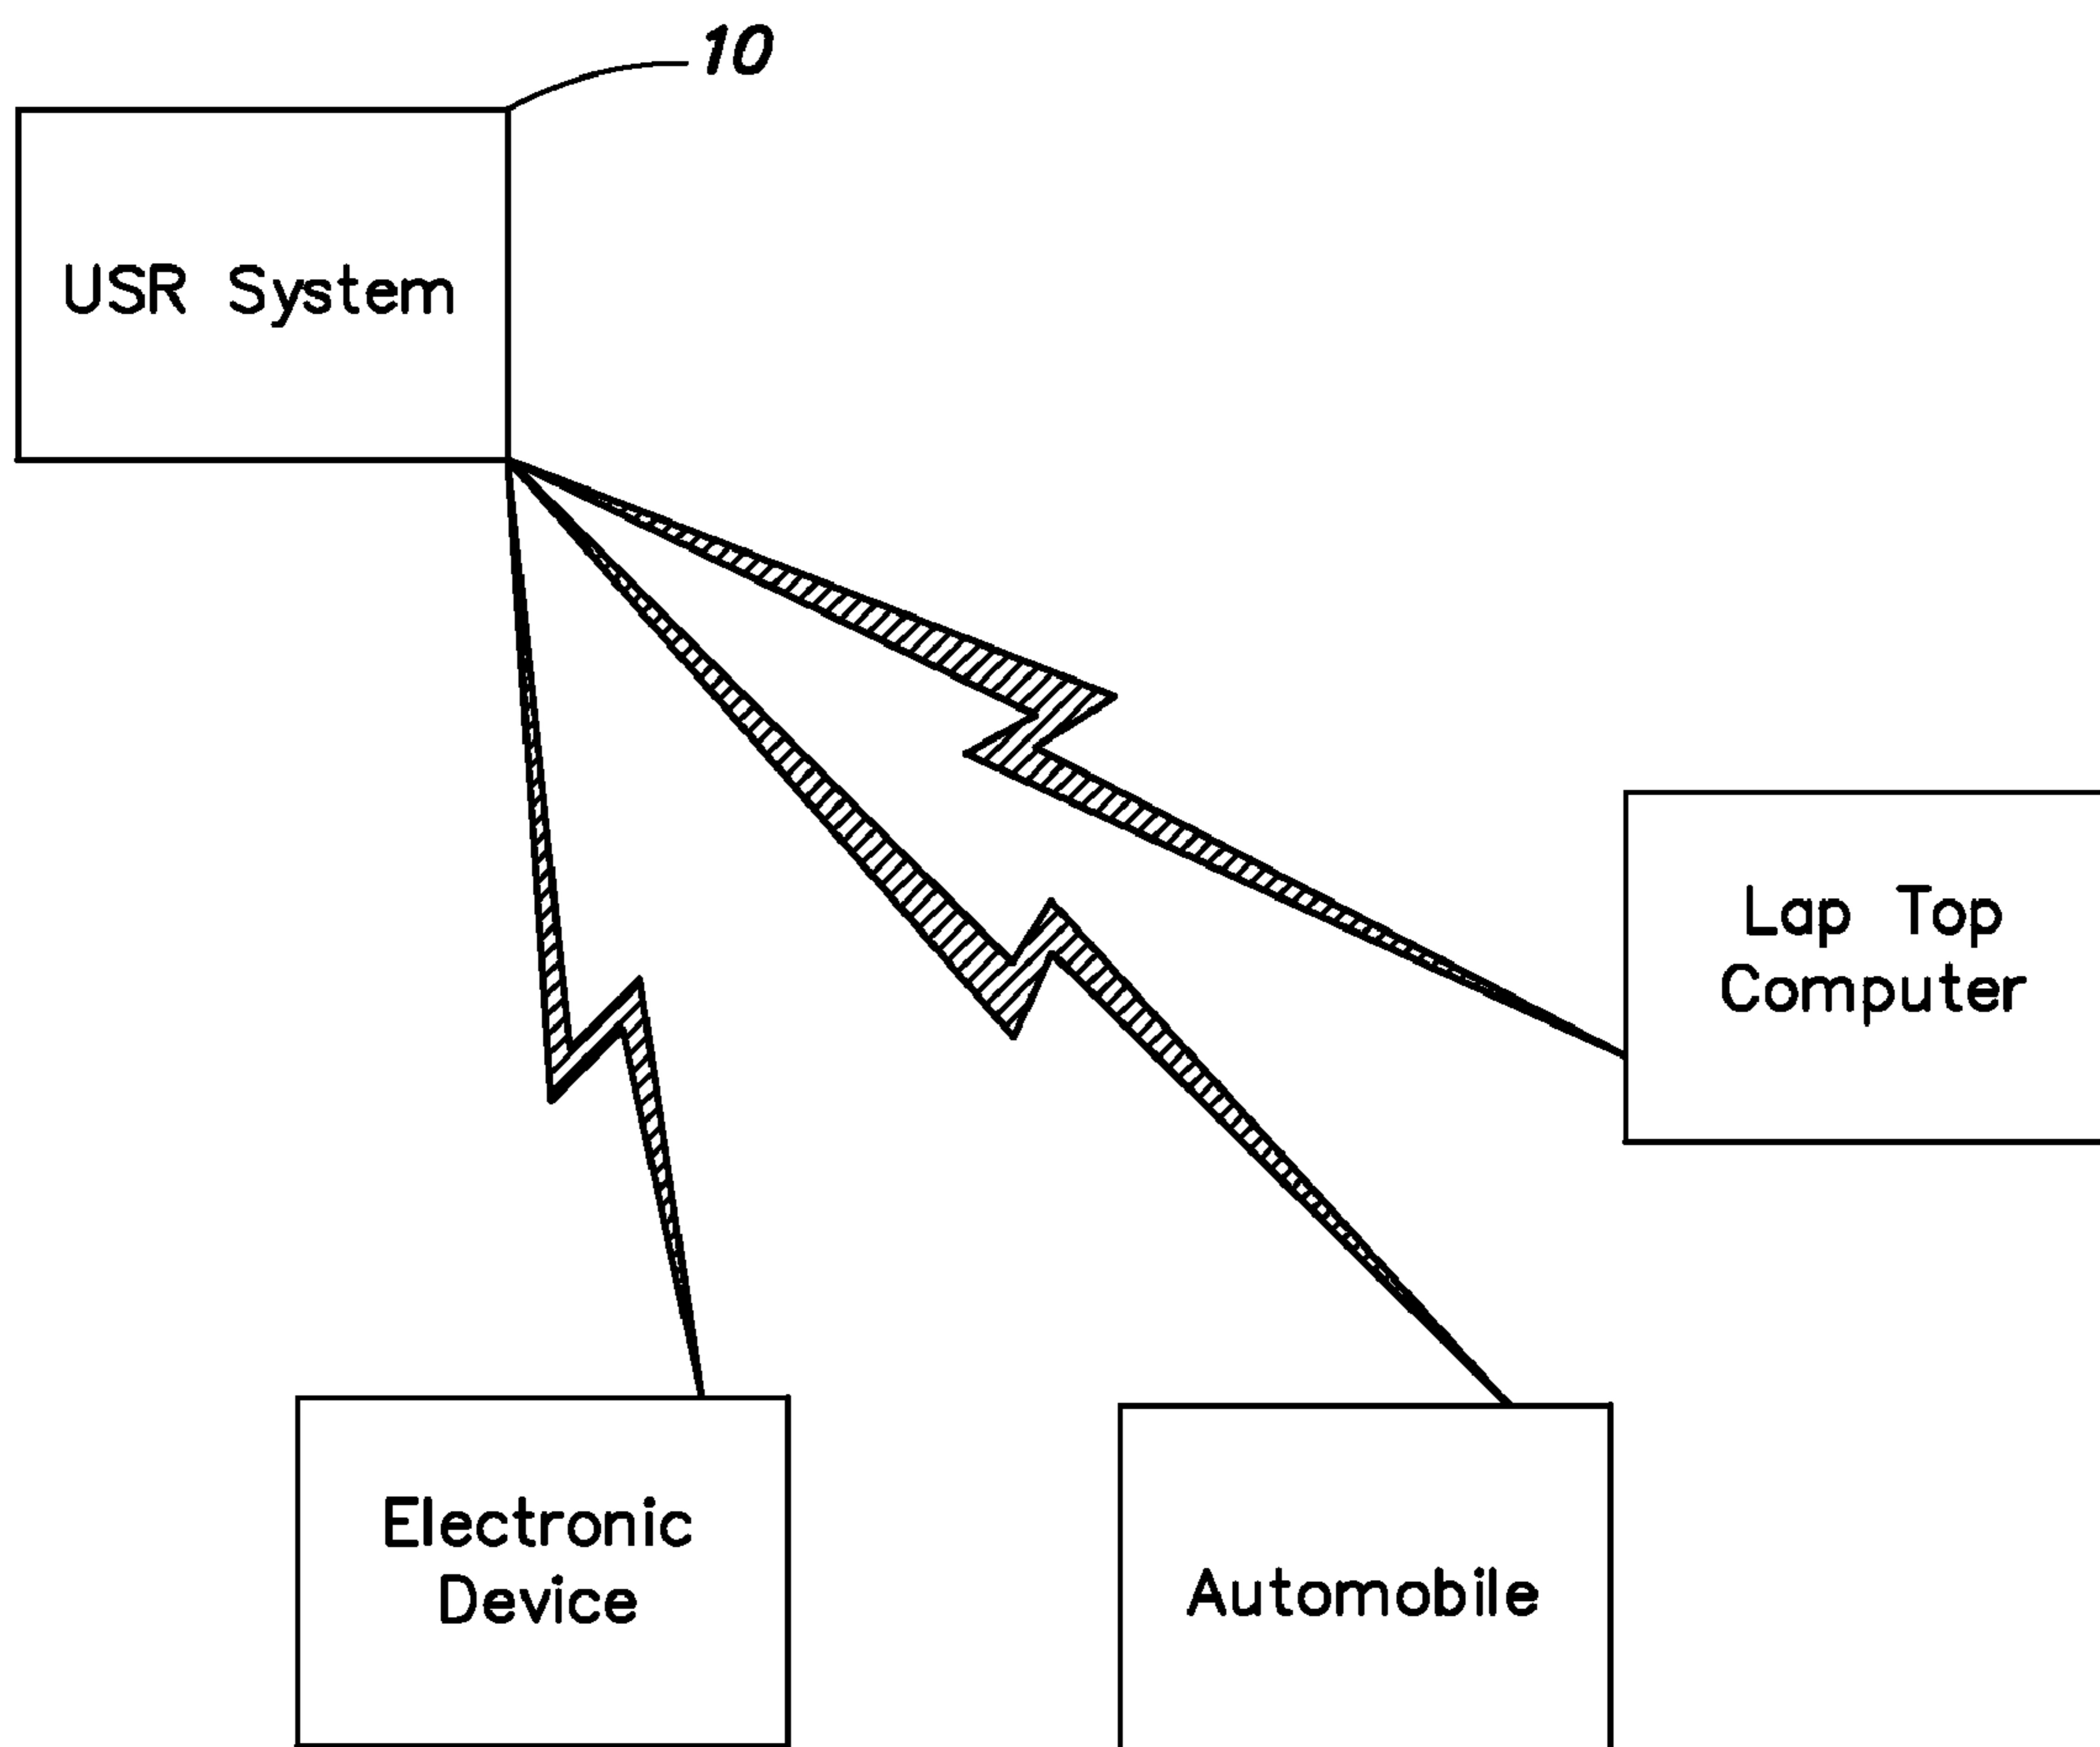 10
USR System
Lap Top
Computer
Electronic
Device
Automobile